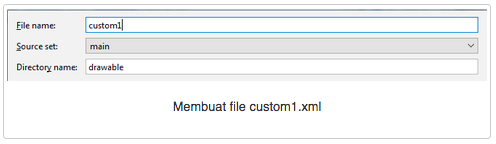 File name: custom1
Source set: main
Directory name: drawable
Membuat file custom1.xml